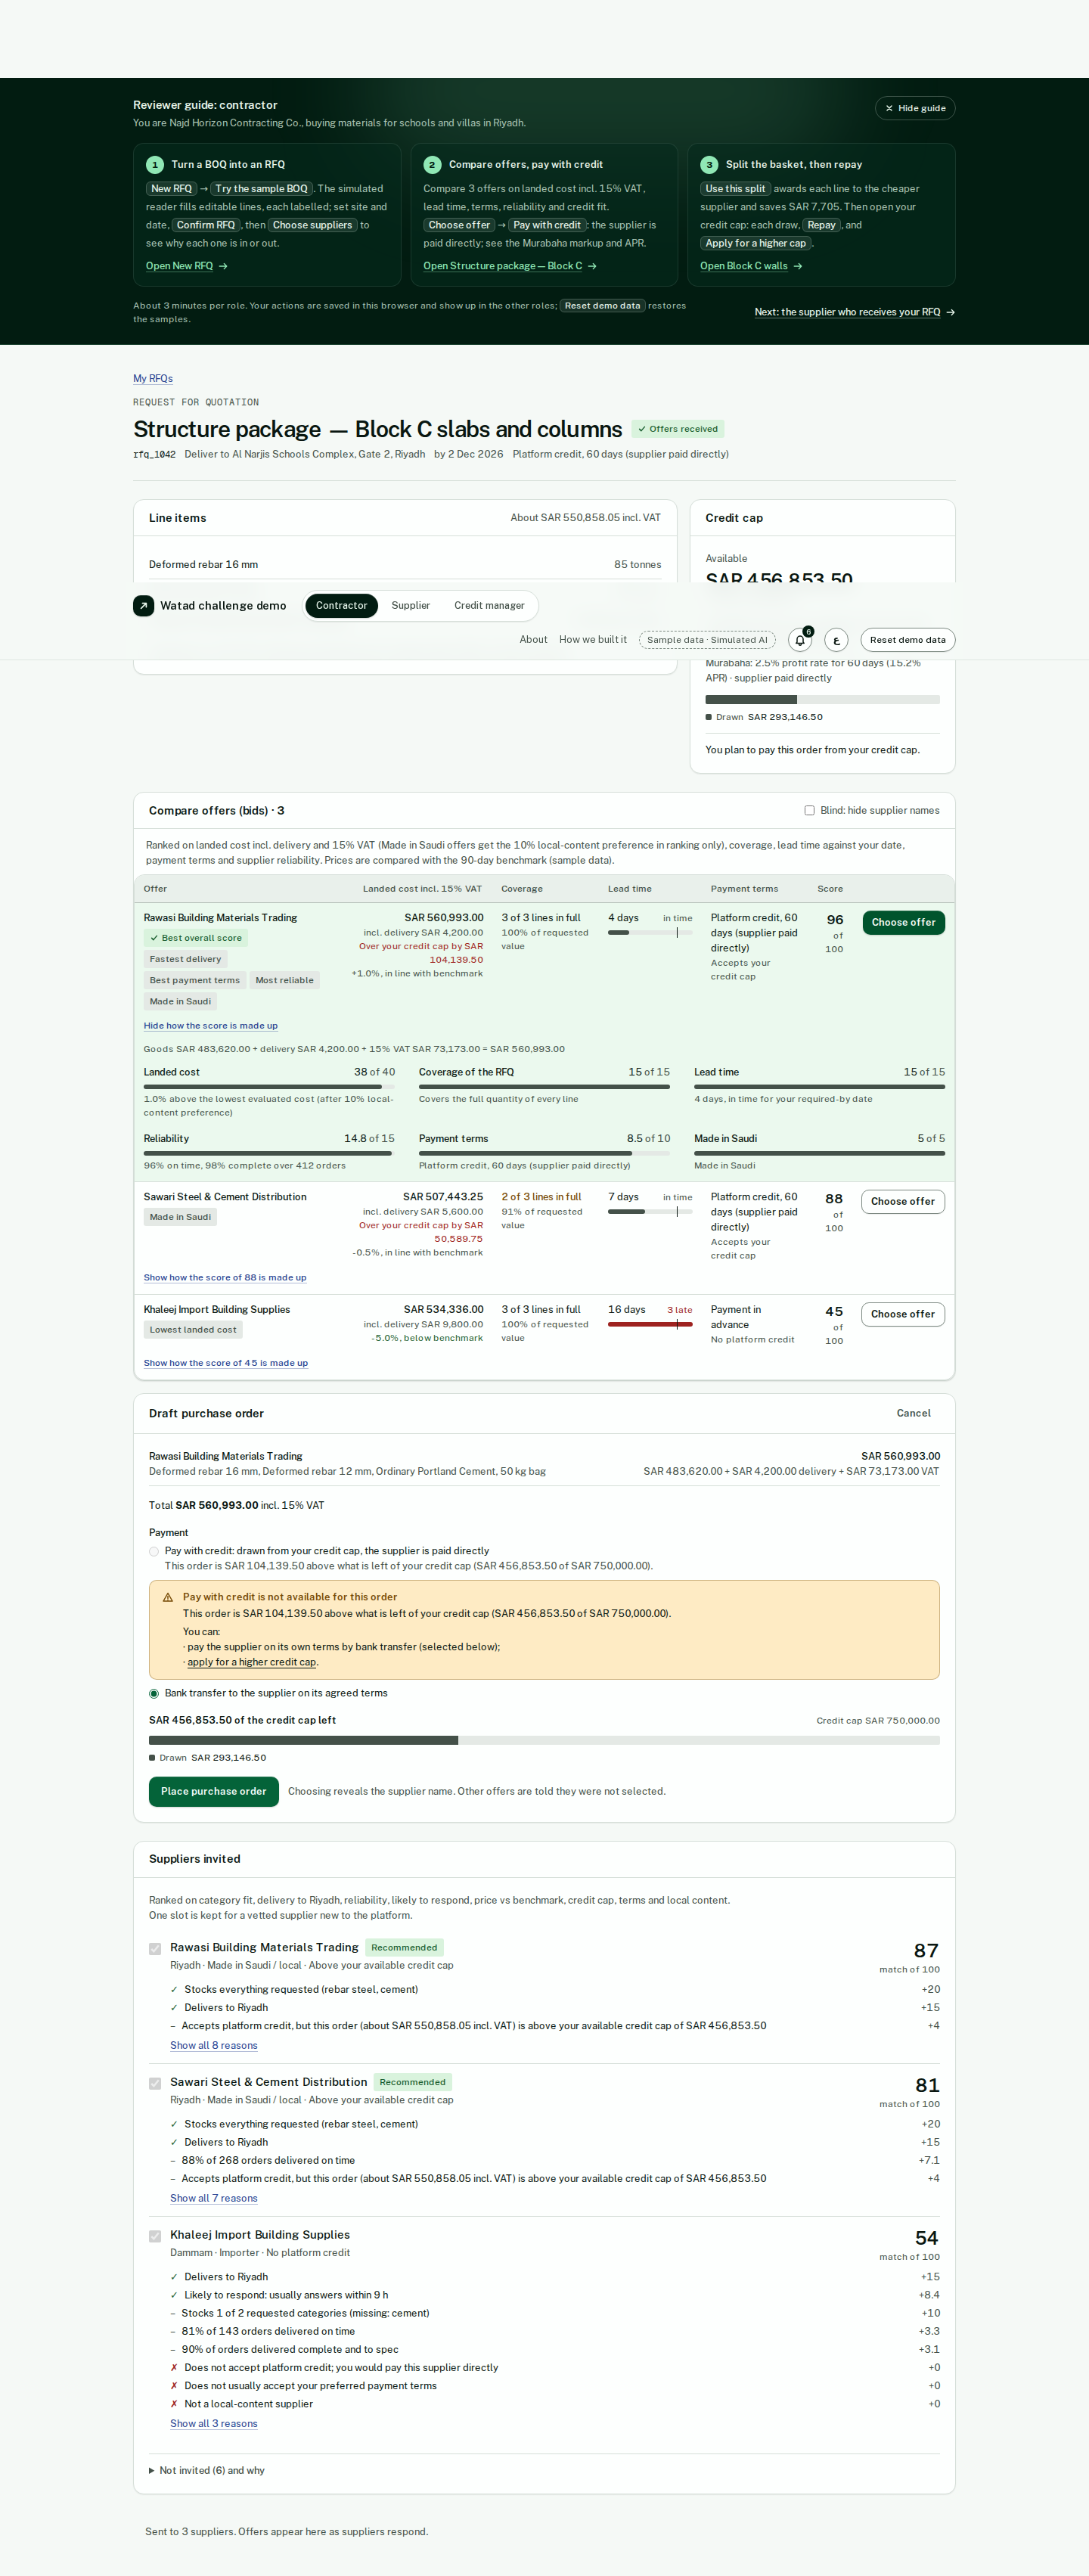 Reviewer guide: contractor
You are Najd Horizon Contracting Co., buying materials for schools and villas in Riyadh.
✕ Hide guide
1 Turn a BOQ into an RFQ
New RFQ → Try the sample BOQ. The simulated
reader fills editable lines, each labelled; set site and
date, Confirm RFQ, then Choose suppliers to
see why each one is in or out.
Open New RFQ →
2 Compare offers, pay with credit
Compare 3 offers on landed cost incl. 15% VAT,
lead time, terms, reliability and credit fit.
Choose offer → Pay with credit: the supplier is
paid directly; see the Murabaha markup and APR.
Open Structure package — Block C →
3 Split the basket, then repay
Use this split awards each line to the cheaper
supplier and saves SAR 7,705. Then open your
credit cap: each draw, Repay, and
Apply for a higher cap.
Open Block C walls →
About 3 minutes per role. Your actions are saved in this browser and show up in the other roles; Reset demo data restores
the samples.
Next: the supplier who receives your RFQ →
My RFQs
REQUEST FOR QUOTATION
Structure package — Block C slabs and columns ✓ Offers received
rfq_1042 Deliver to Al Narjis Schools Complex, Gate 2, Riyadh by 2 Dec 2026 Platform credit, 60 days (supplier paid directly)
Line items About SAR 550,858.05 incl. VAT
Deformed rebar 16 mm 85 tonnes
Credit cap
Available
SAR 456,853.50
Watad challenge demo Contractor Supplier Credit manager
About How we built it Sample data · Simulated AI 6 ع Reset demo data
Murabaha: 2.5% profit rate for 60 days (15.2%
APR) · supplier paid directly
Drawn SAR 293,146.50
You plan to pay this order from your credit cap.
Compare offers (bids) · 3 Blind: hide supplier names
Ranked on landed cost incl. delivery and 15% VAT (Made in Saudi offers get the 10% local-content preference in ranking only), coverage, lead time against your date,
payment terms and supplier reliability. Prices are compared with the 90-day benchmark (sample data).
Offer Landed cost incl. 15% VAT Coverage Lead time Payment terms Score
Rawasi Building Materials Trading
✓ Best overall score
Fastest delivery
Best payment terms Most reliable
Made in Saudi
SAR 560,993.00
incl. delivery SAR 4,200.00
Over your credit cap by SAR
104,139.50
+1.0%, in line with benchmark
3 of 3 lines in full
100% of requested
value
4 days in time
Platform credit, 60
days (supplier paid
directly)
Accepts your
credit cap
96
of
100
Choose offer
Hide how the score is made up
Goods SAR 483,620.00 + delivery SAR 4,200.00 + 15% VAT SAR 73,173.00 = SAR 560,993.00
Landed cost 38 of 40
1.0% above the lowest evaluated cost (after 10% local-
content preference)
Coverage of the RFQ 15 of 15
Covers the full quantity of every line
Lead time 15 of 15
4 days, in time for your required-by date
Reliability 14.8 of 15
96% on time, 98% complete over 412 orders
Payment terms 8.5 of 10
Platform credit, 60 days (supplier paid directly)
Made in Saudi 5 of 5
Made in Saudi
Sawari Steel & Cement Distribution
Made in Saudi
SAR 507,443.25
incl. delivery SAR 5,600.00
Over your credit cap by SAR
50,589.75
-0.5%, in line with benchmark
2 of 3 lines in full
91% of requested
value
7 days in time
Platform credit, 60
days (supplier paid
directly)
Accepts your
credit cap
88
of
100
Choose offer
Show how the score of 88 is made up
Khaleej Import Building Supplies
Lowest landed cost
SAR 534,336.00
incl. delivery SAR 9,800.00
-5.0%, below benchmark
3 of 3 lines in full
100% of requested
value
16 days 3 late
Payment in
advance
No platform credit
45
of
100
Choose offer
Show how the score of 45 is made up
Draft purchase order Cancel
Rawasi Building Materials Trading SAR 560,993.00
Deformed rebar 16 mm, Deformed rebar 12 mm, Ordinary Portland Cement, 50 kg bag SAR 483,620.00 + SAR 4,200.00 delivery + SAR 73,173.00 VAT
Total SAR 560,993.00 incl. 15% VAT
Payment
Pay with credit: drawn from your credit cap, the supplier is paid directly
This order is SAR 104,139.50 above what is left of your credit cap (SAR 456,853.50 of SAR 750,000.00).
Pay with credit is not available for this order
This order is SAR 104,139.50 above what is left of your credit cap (SAR 456,853.50 of SAR 750,000.00).
You can:
· pay the supplier on its own terms by bank transfer (selected below);
· apply for a higher credit cap.
Bank transfer to the supplier on its agreed terms
SAR 456,853.50 of the credit cap left Credit cap SAR 750,000.00
Drawn SAR 293,146.50
Place purchase order Choosing reveals the supplier name. Other offers are told they were not selected.
Suppliers invited
Ranked on category fit, delivery to Riyadh, reliability, likely to respond, price vs benchmark, credit cap, terms and local content.
One slot is kept for a vetted supplier new to the platform.
Rawasi Building Materials Trading Recommended 87
Riyadh · Made in Saudi / local · Above your available credit cap match of 100
✓ Stocks everything requested (rebar steel, cement) +20
✓ Delivers to Riyadh +15
– Accepts platform credit, but this order (about SAR 550,858.05 incl. VAT) is above your available credit cap of SAR 456,853.50 +4
Show all 8 reasons
Sawari Steel & Cement Distribution Recommended 81
Riyadh · Made in Saudi / local · Above your available credit cap match of 100
✓ Stocks everything requested (rebar steel, cement) +20
✓ Delivers to Riyadh +15
– 88% of 268 orders delivered on time +7.1
– Accepts platform credit, but this order (about SAR 550,858.05 incl. VAT) is above your available credit cap of SAR 456,853.50 +4
Show all 7 reasons
Khaleej Import Building Supplies 54
Dammam · Importer · No platform credit match of 100
✓ Delivers to Riyadh +15
✓ Likely to respond: usually answers within 9 h +8.4
– Stocks 1 of 2 requested categories (missing: cement) +10
– 81% of 143 orders delivered on time +3.3
– 90% of orders delivered complete and to spec +3.1
✗ Does not accept platform credit; you would pay this supplier directly +0
✗ Does not usually accept your preferred payment terms +0
✗ Not a local-content supplier +0
Show all 3 reasons
▶ Not invited (6) and why
Sent to 3 suppliers. Offers appear here as suppliers respond.